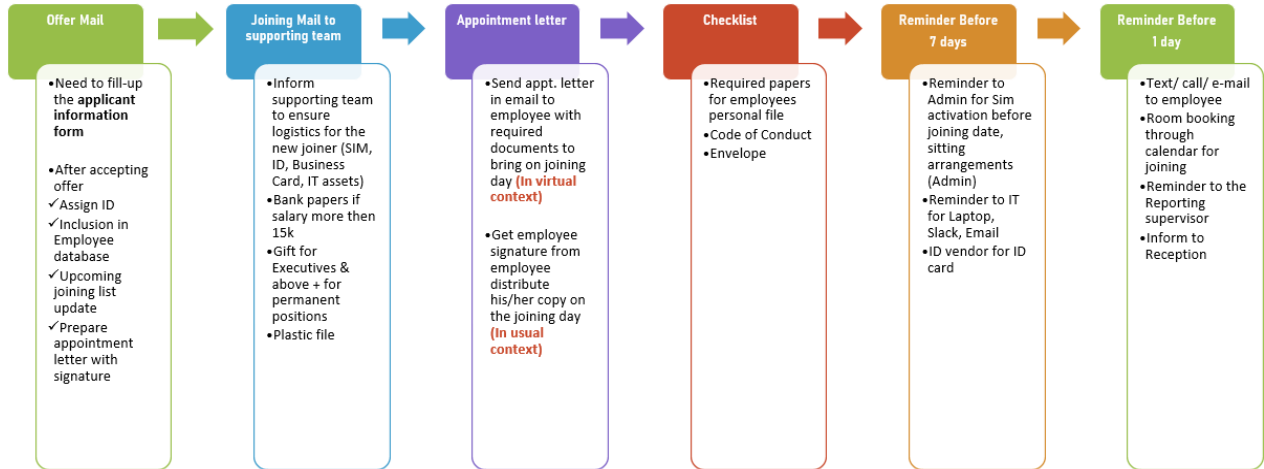 Offer Mail
•Need to fill-up
the applicant
information
form
•After accepting
offer
✓Assign ID
✓Inclusion in
Employee
database
✓Upcoming
joining list
update
✓Prepare
appointment
letter with
signature
Joining Mail to
supporting team
•Inform
supporting team
to ensure
logistics for the
new joiner (SIM,
ID, Business
Card, IT assets)
•Bank papers if
salary more then
15k
•Gift for
Executives &
above + for
permanent
positions
•Plastic file
Appointment letter
•Send appt. letter
in email to
employee with
required
documents to
bring on joining
day (In virtual
context)
•Get employee
signature from
employee
distribute
his/her copy on
the joining day
(In usual
context)
Checklist
•Required papers
for employees
personal file
•Code of Conduct
•Envelope
Reminder Before
7 days
•Reminder to
Admin for Sim
activation before
joining date,
sitting
arrangements
(Admin)
•Reminder to IT
for Laptop,
Slack, Email
•ID vendor for ID
card
Reminder Before
1 day
•Text/ call/ e-mail
to employee
•Room booking
through
calendar for
joining
•Reminder to the
Reporting
supervisor
•Inform to
Reception